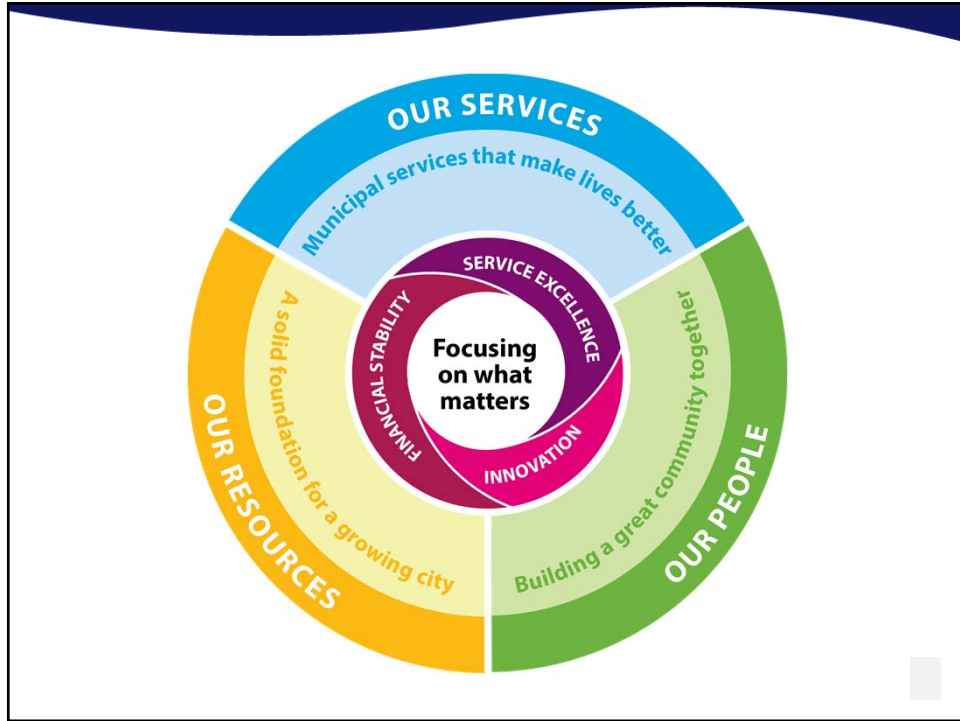 OUR SERVICES
Municipal services that make lives better
OUR RESOURCES
A solid foundation for a growing city
OUR PEOPLE
Building a great community together
SERVICE EXCELLENCE
FINANCIAL STABILITY
INNOVATION
Focusing
on what
matters